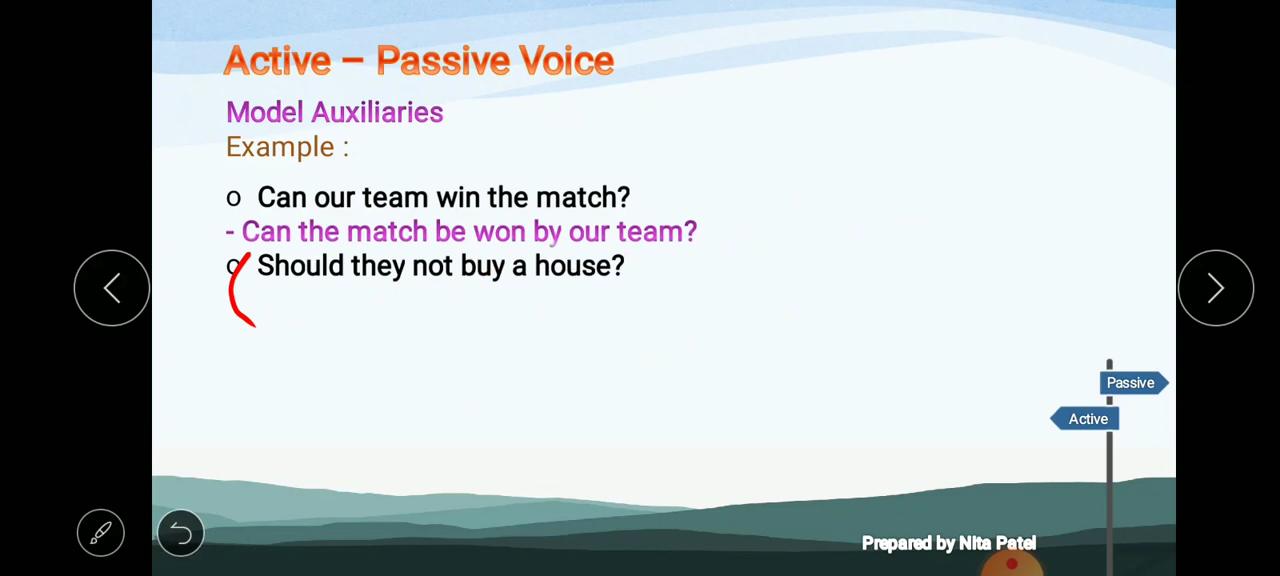 Active – Passive Voice
Model Auxiliaries
Example :
o Can our team win the match?
- Can the match be won by our team?
o Should they not buy a house?
Passive
Active
Prepared by Nita Patel